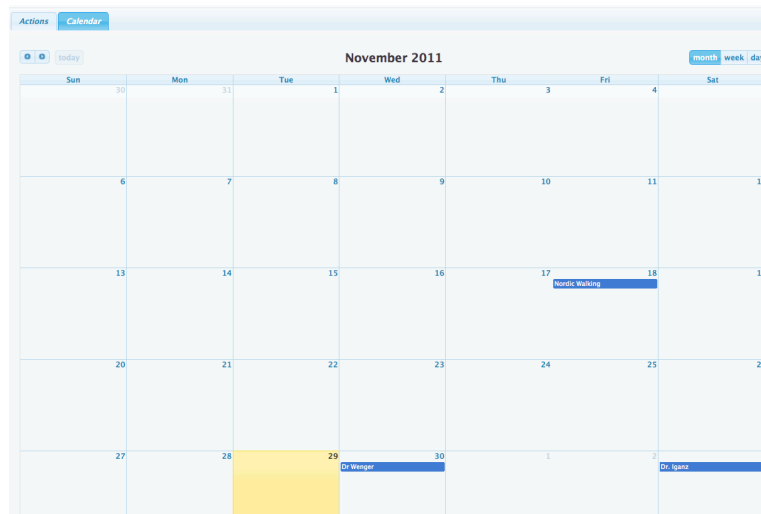 Actions Calendar
today November 2011 month week
Sun Mon Tue Wed Thu Fri Sat
30 31 1 2 3 4
6 7 8 9 10 11
13 14 15 16 17 18
Nordic Walking
20 21 22 23 24 25
27 28 29 30 1 2
Dr Wenger Dr. Iganz